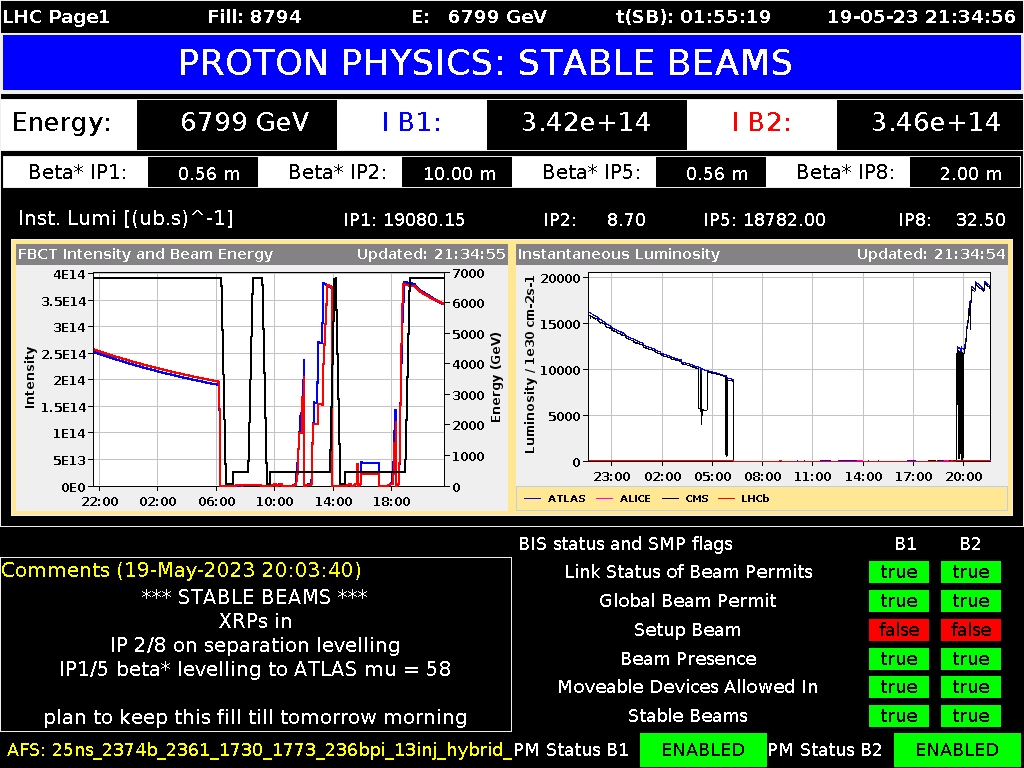 LHC Page1 Fill: 8794 E: 6799 GeV t(SB): 01:55:19 19-05-23 21:34:56
PROTON PHYSICS: STABLE BEAMS
Energy: 6799 GeV I B1: 3.42e+14 I B2: 3.46e+14
Beta* IP1: 0.56 m Beta* IP2: 10.00 m Beta* IP5: 0.56 m Beta* IP8: 2.00 m
Inst. Lumi [(ub.s)^-1] IP1: 19080.15 IP2: 8.70 IP5: 18782.00 IP8: 32.50
FBCT Intensity and Beam Energy Updated: 21:34:55
Intensity
4E14
3.5E14
3E14
2.5E14
2E14
1.5E14
1E14
5E13
0E0
22:00 02:00 06:00 10:00 14:00 18:00
7000
6000
5000
4000
3000
2000
1000
0
Energy (GeV)
Instantaneous Luminosity Updated: 21:34:54
Luminosity / 1e30 cm-2s-1
20000
15000
10000
5000
0
23:00 02:00 05:00 08:00 11:00 14:00 17:00 20:00
ATLAS ALICE CMS LHCb
Comments (19-May-2023 20:03:40)
*** STABLE BEAMS ***
XRPs in
IP 2/8 on separation levelling
IP1/5 beta* levelling to ATLAS mu = 58
plan to keep this fill till tomorrow morning
BIS status and SMP flags B1 B2
Link Status of Beam Permits true true
Global Beam Permit true true
Setup Beam false false
Beam Presence true true
Moveable Devices Allowed In true true
Stable Beams true true
AFS: 25ns_2374b_2361_1730_1773_236bpi_13inj_hybrid_ PM Status B1 ENABLED PM Status B2 ENABLED